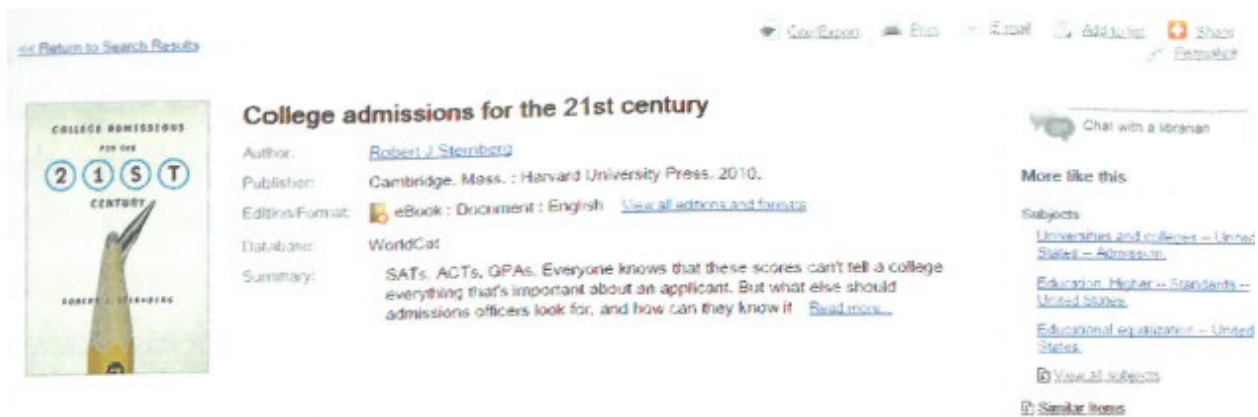 << Return to Search Results
Cite/Export Print E-mail Add to list Share
Permalink
COLLEGE ADMISSIONS
FOR THE
21ST
CENTURY
ROBERT J. STERNBERG
College admissions for the 21st century
Author: Robert J Sternberg
Publisher: Cambridge, Mass. : Harvard University Press, 2010.
Edition/Format: eBook : Document : English View all editions and formats
Database: WorldCat
Summary: SATs, ACTs, GPAs. Everyone knows that these scores can't tell a college
everything that's important about an applicant. But what else should
admissions officers look for, and how can they know it Read more...
Chat with a librarian
More like this
Subjects
Universities and colleges -- United
States -- Admission.
Education, Higher -- Standards --
United States.
Educational equalization -- United
States.
View all subjects
Similar Items